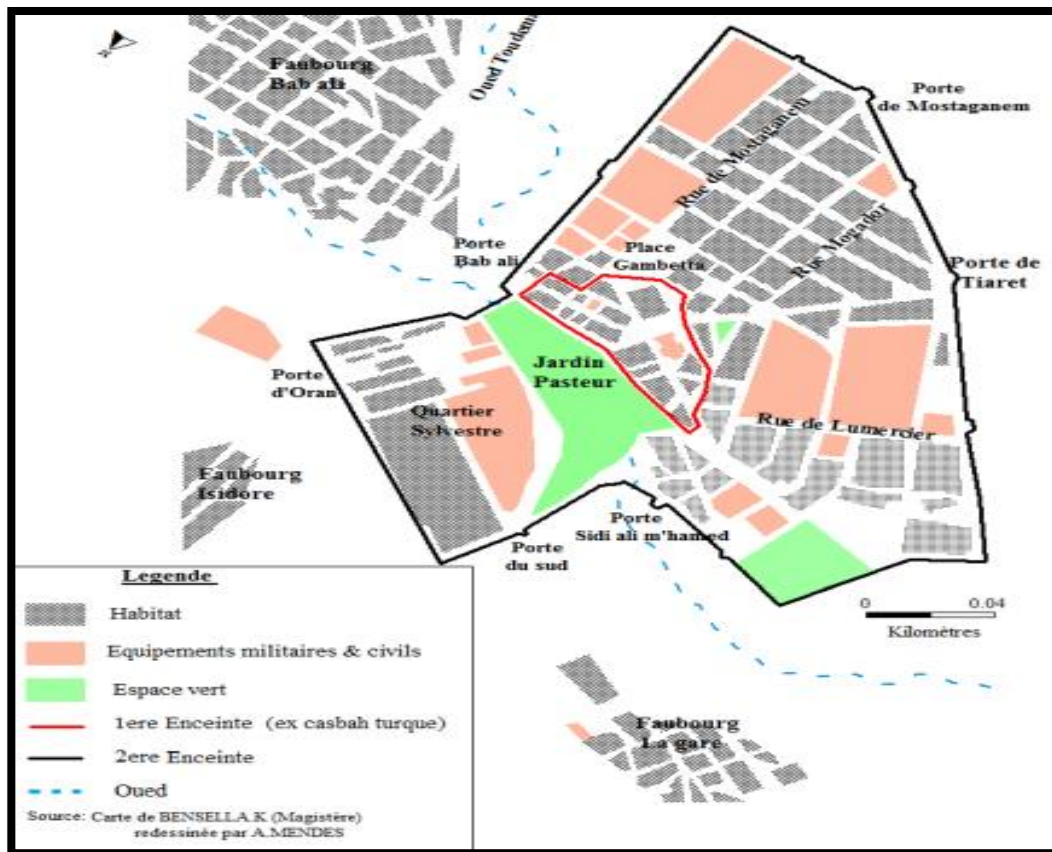 Faubourg
Bab ali
Oued Toudema
Porte
de Mostaganem
Rue de Mostaganem
Rue Mogador
Porte
Bab ali
Place
Gambetta
Porte de
Tiaret
Jardin
Pasteur
Porte
d'Oran
Quartier
Sylvestre
Rue de Lumercier
Faubourg
Isidore
Porte
Sidi ali m'hamed
Porte
du sud
Legende
Habitat
Equipements militaires & civils
Espace vert
1ere Enceinte (ex casbah turque)
2ere Enceinte
Oued
Source: Carte de BENSELLA.K (Magistère)
redessinée par A.MENDES
0 0.04
Kilomètres
Faubourg
La gare